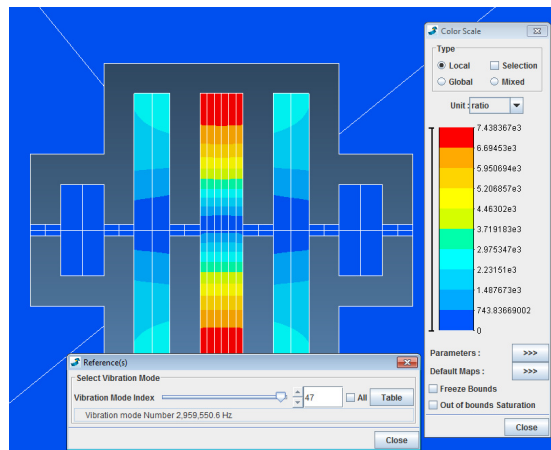 Color Scale
Type
Local
Selection
Global
Mixed
Unit : ratio
7.438367e3
6.69453e3
5.950694e3
5.206857e3
4.46302e3
3.719183e3
2.975347e3
2.23151e3
1.487673e3
743.83669002
0
Parameters :
>>>
Default Maps :
>>>
Freeze Bounds
Out of bounds Saturation
Close
Reference(s)
Select Vibration Mode
Vibration Mode Index
47
All
Table
Vibration mode Number 2,959,550.6 Hz.
Close